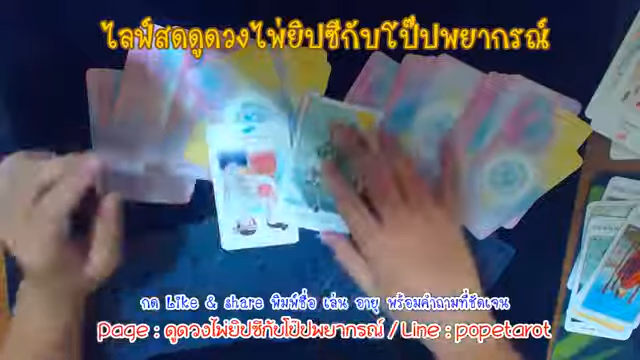 ไลฟ์สดดูดวงไพ่ยิปซีกับโป๊ปพยากรณ์
กด Like & share พิมพ์ชื่อ เล่น อายุ พร้อมคำถามที่ชัดเจน
Page : ดูดวงไพ่ยิปซีกับโป๊ปพยากรณ์ / Line : popetarot